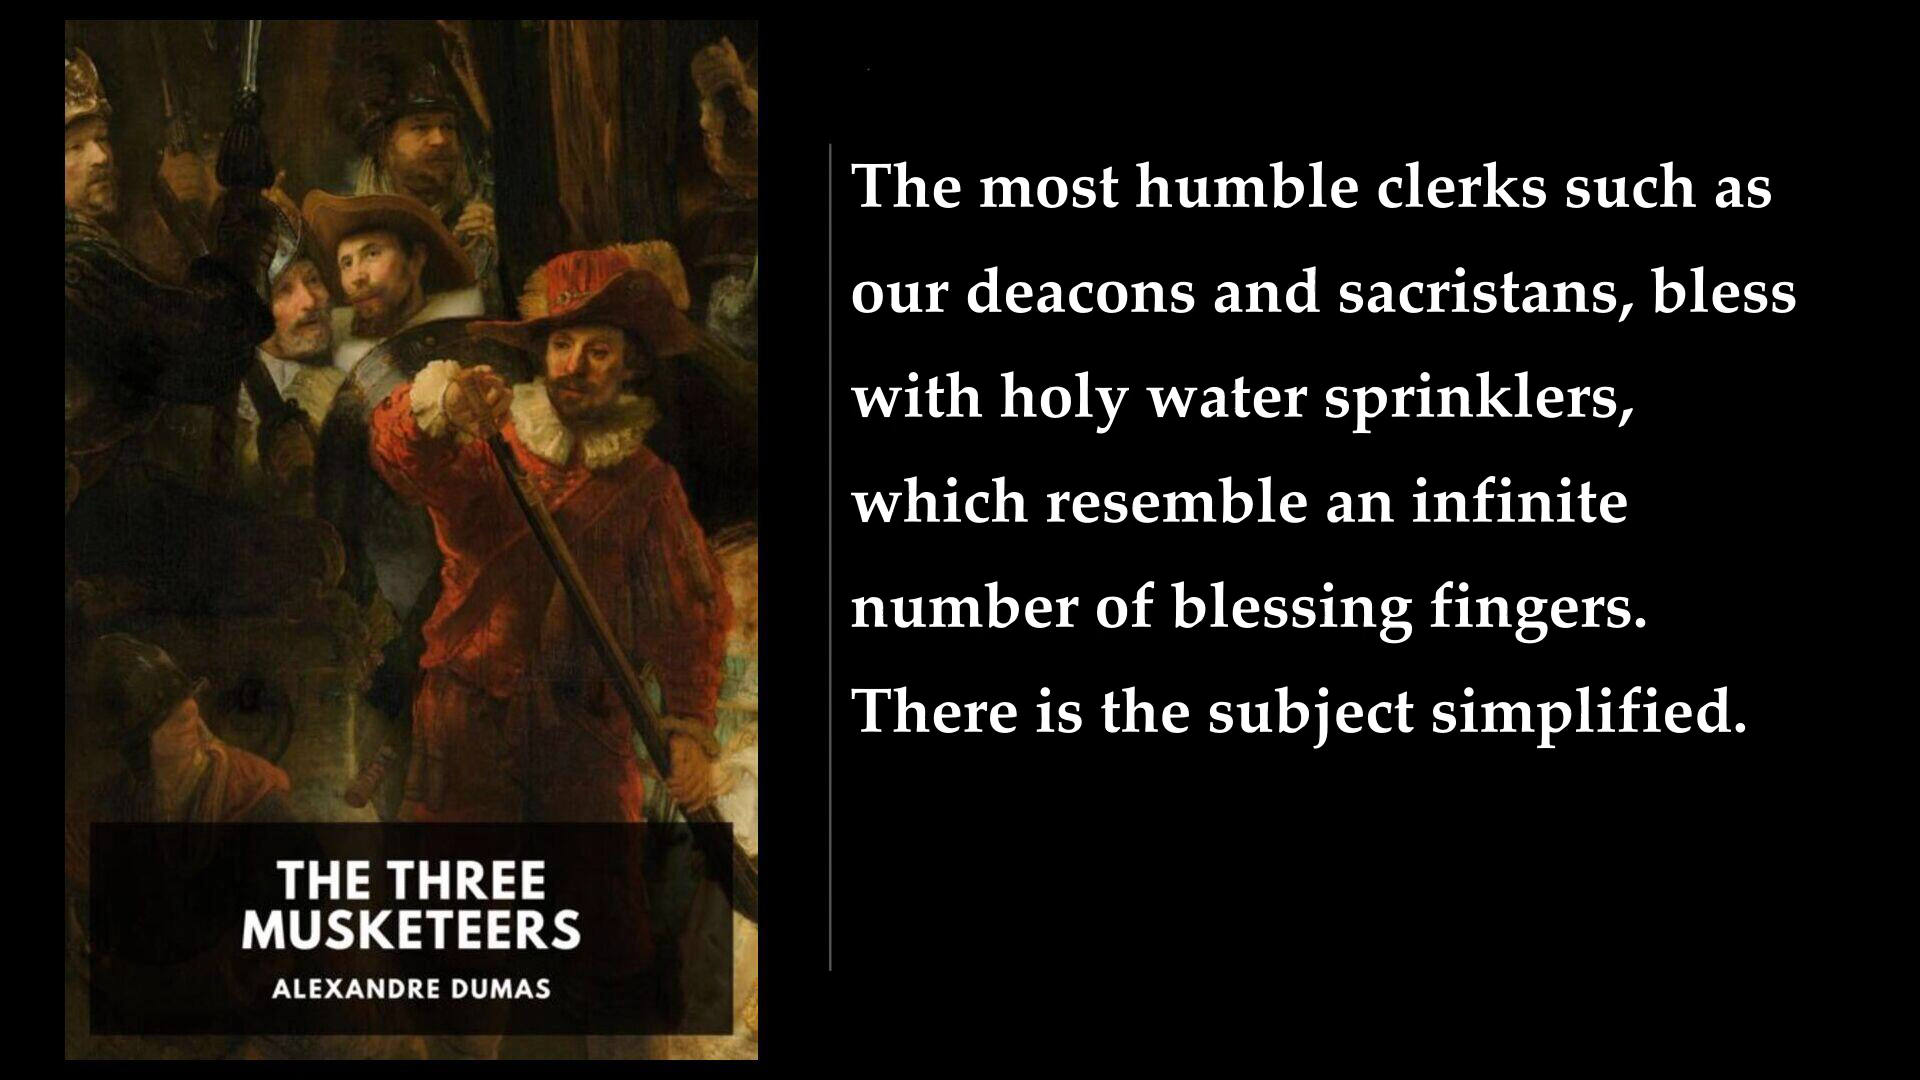 THE THREE
MUSKETEERS
ALEXANDRE DUMAS
The most humble clerks such as
our deacons and sacristans, bless
with holy water sprinklers,
which resemble an infinite
number of blessing fingers.
There is the subject simplified.